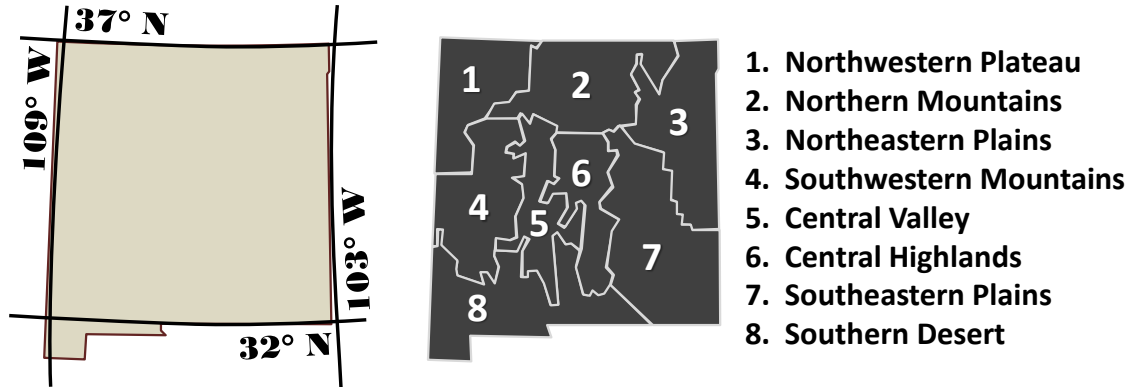 37° N
109° W
103° W
32° N
1
2
3
4
5
6
7
8
1. Northwestern Plateau
2. Northern Mountains
3. Northeastern Plains
4. Southwestern Mountains
5. Central Valley
6. Central Highlands
7. Southeastern Plains
8. Southern Desert